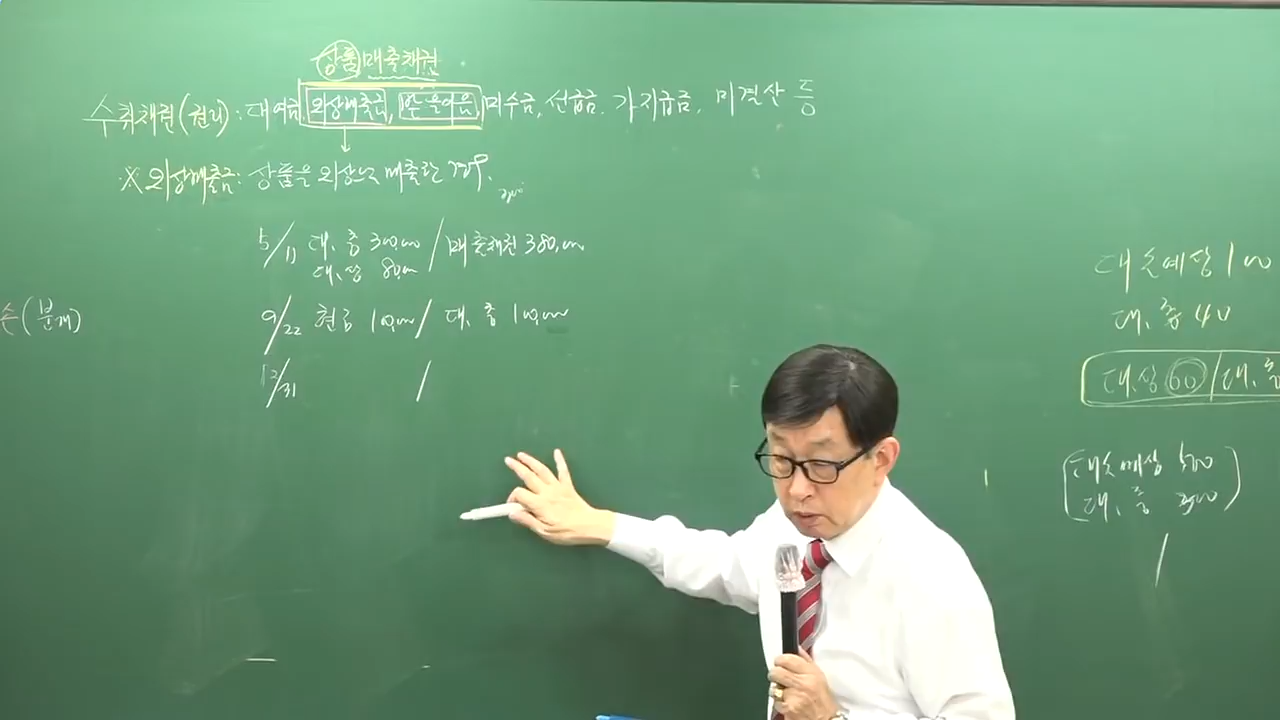 상품 매출채권
수취채권(권리): 대여금, 외상매출금, 받을어음, 미수금, 선급금, 가지급금, 미결산 등
※ 외상매출금: 상품을 외상으로 매출한 경우.
5/11 대.충 300,000 / 매출채권 380,000
대.상 80,000
9/22 현금 100,000 / 대.충 100,000
12/31 /
손(분개)
대손예상 100
대.충 40
대.상 60 / 대.충
대손예상 500
대.충
/